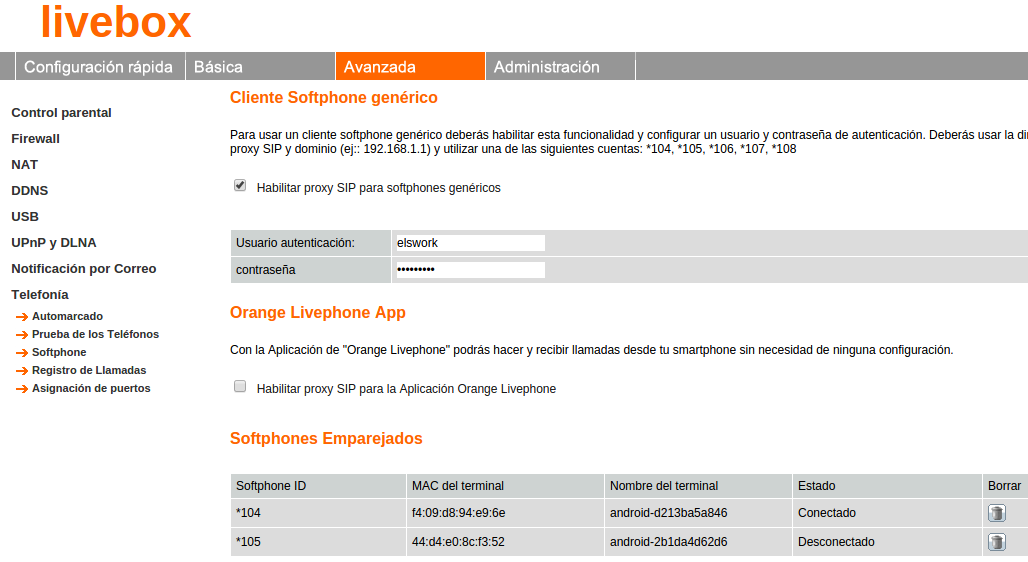 livebox
Configuración rápida Básica Avanzada Administración
Control parental
Firewall
NAT
DDNS
USB
UPnP y DLNA
Notificación por Correo
Telefonía
Automarcado
Prueba de los Teléfonos
Softphone
Registro de Llamadas
Asignación de puertos
Cliente Softphone genérico
Para usar un cliente softphone genérico deberás habilitar esta funcionalidad y configurar un usuario y contraseña de autenticación. Deberás usar la
proxy SIP y dominio (ej:: 192.168.1.1) y utilizar una de las siguientes cuentas: *104, *105, *106, *107, *108
Habilitar proxy SIP para softphones genéricos
Usuario autenticación: elswork
contraseña •••••••••
Orange Livephone App
Con la Aplicación de "Orange Livephone" podrás hacer y recibir llamadas desde tu smartphone sin necesidad de ninguna configuración.
Habilitar proxy SIP para la Aplicación Orange Livephone
Softphones Emparejados
Softphone ID MAC del terminal Nombre del terminal Estado Borrar
*104 f4:09:d8:94:e9:6e android-d213ba5a846 Conectado
*105 44:d4:e0:8c:f3:52 android-2b1da4d62d6 Desconectado